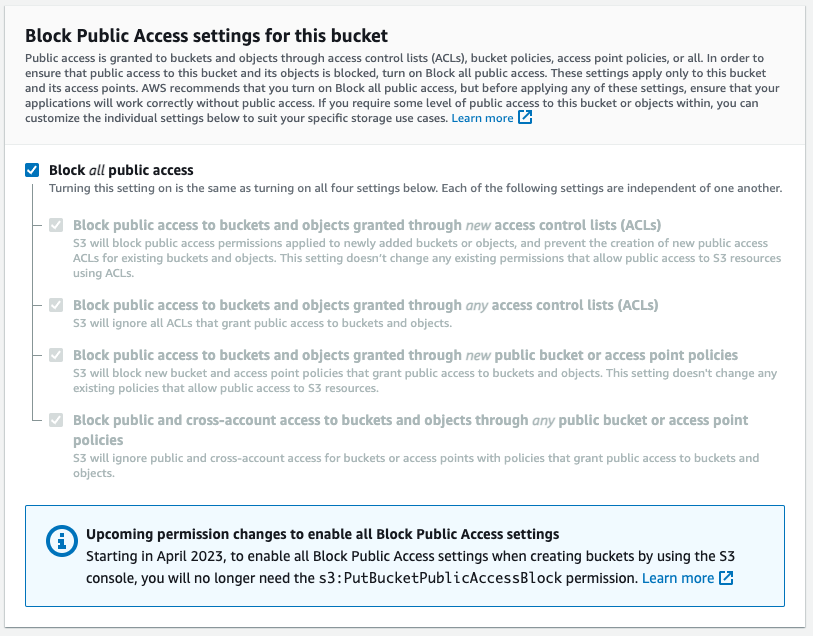 Block Public Access settings for this bucket
Public access is granted to buckets and objects through access control lists (ACLs), bucket policies, access point policies, or all. In order to
ensure that public access to this bucket and its objects is blocked, turn on Block all public access. These settings apply only to this bucket
and its access points. AWS recommends that you turn on Block all public access, but before applying any of these settings, ensure that your
applications will work correctly without public access. If you require some level of public access to this bucket or objects within, you can
customize the individual settings below to suit your specific storage use cases. Learn more
Block all public access
Turning this setting on is the same as turning on all four settings below. Each of the following settings are independent of one another.
Block public access to buckets and objects granted through new access control lists (ACLs)
S3 will block public access permissions applied to newly added buckets or objects, and prevent the creation of new public access
ACLs for existing buckets and objects. This setting doesn't change any existing permissions that allow public access to S3 resources
using ACLs.
Block public access to buckets and objects granted through any access control lists (ACLs)
S3 will ignore all ACLs that grant public access to buckets and objects.
Block public access to buckets and objects granted through new public bucket or access point policies
S3 will block new bucket and access point policies that grant public access to buckets and objects. This setting doesn't change any
existing policies that allow public access to S3 resources.
Block public and cross-account access to buckets and objects through any public bucket or access point
policies
S3 will ignore public and cross-account access for buckets or access points with policies that grant public access to buckets and
objects.
Upcoming permission changes to enable all Block Public Access settings
Starting in April 2023, to enable all Block Public Access settings when creating buckets by using the S3
console, you will no longer need the s3:PutBucketPublicAccessBlock permission. Learn more